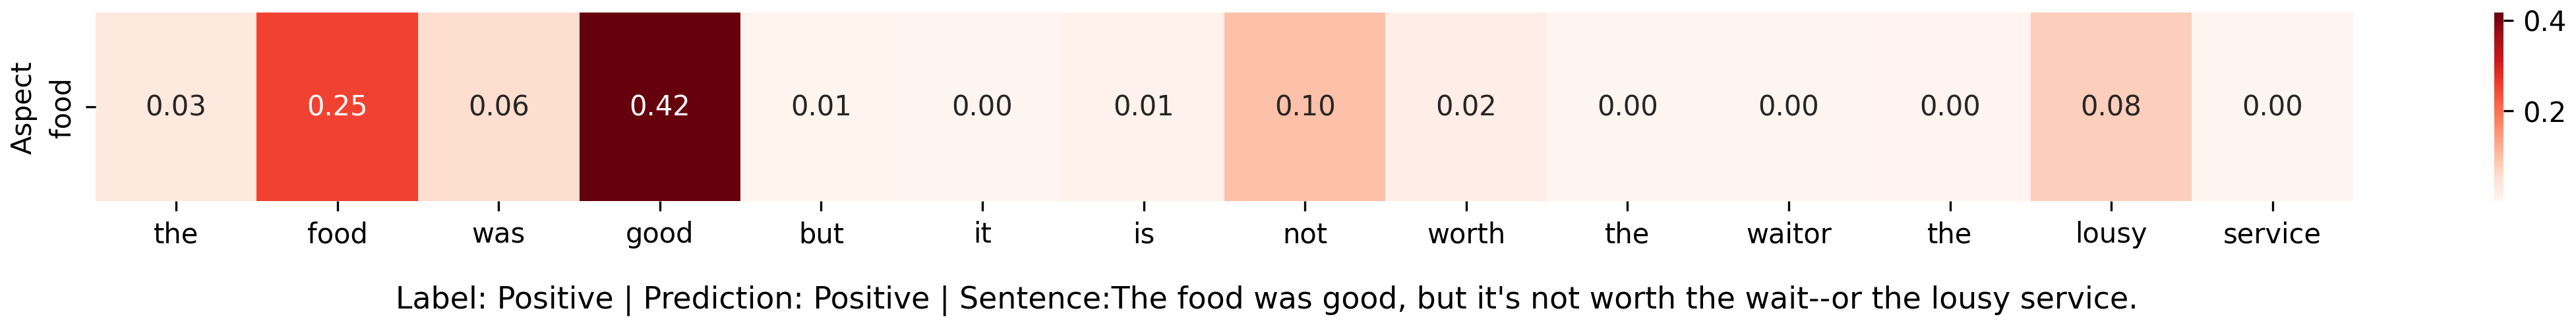 Aspect
food
0.03 0.25 0.06 0.42 0.01 0.00 0.01 0.10 0.02 0.00 0.00 0.00 0.08 0.00
the food was good but it is not worth the waitor the lousy service
0.4
0.2
Label: Positive | Prediction: Positive | Sentence:The food was good, but it's not worth the wait--or the lousy service.